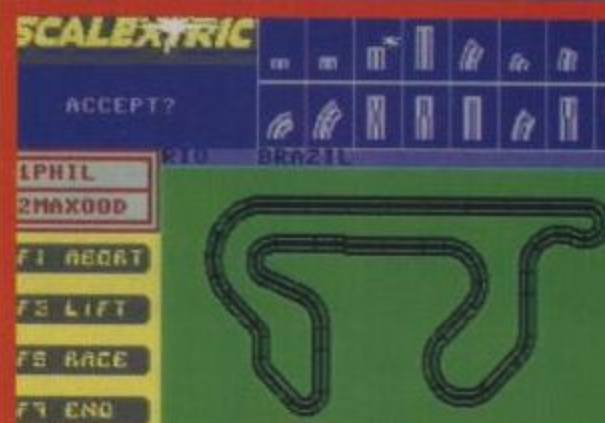 SCALEXTRIC
ACCEPT?
RIO BRAZIL
1PHIL
2MAXOOD
F1 ABORT
F3 LIFT
F5 RACE
F7 END